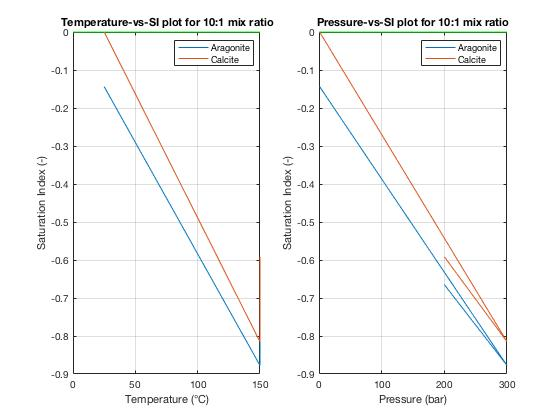 Temperature-vs-SI plot for 10:1 mix ratio
Aragonite
Calcite
0
-0.1
-0.2
-0.3
-0.4
-0.5
-0.6
-0.7
-0.8
-0.9
Saturation Index (-)
0
50
100
150
Temperature (°C)
Pressure-vs-SI plot for 10:1 mix ratio
Aragonite
Calcite
0
-0.1
-0.2
-0.3
-0.4
-0.5
-0.6
-0.7
-0.8
-0.9
Saturation Index (-)
0
100
200
300
Pressure (bar)